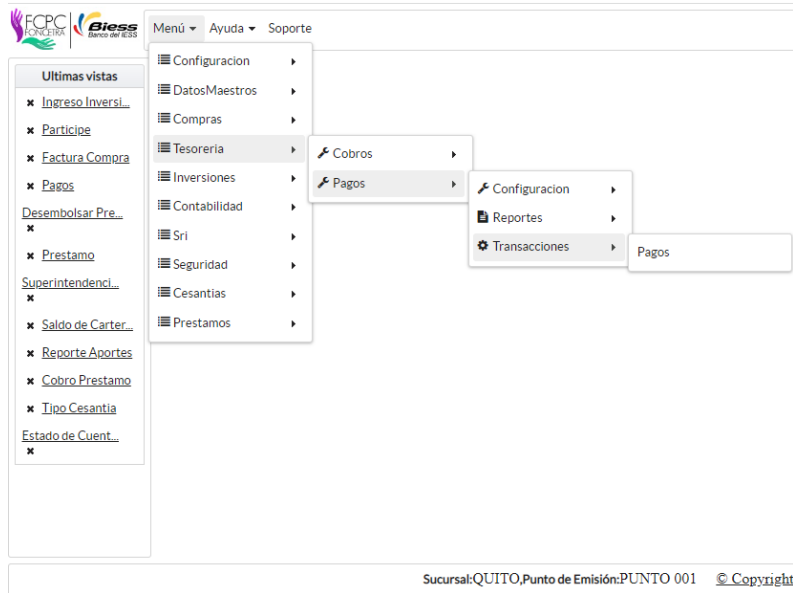 FCPC
FONCETRA
Biess
Banco del IESS
Menú
Ayuda
Soporte
Ultimas vistas
Ingreso Inversi...
Participe
Factura Compra
Pagos
Desembolsar Pre...
Prestamo
Superintendenci...
Saldo de Carter...
Reporte Aportes
Cobro Prestamo
Tipo Cesantia
Estado de Cuent...
Configuracion
DatosMaestros
Compras
Tesoreria
Inversiones
Contabilidad
Sri
Seguridad
Cesantias
Prestamos
Cobros
Pagos
Configuracion
Reportes
Transacciones
Pagos
Sucursal:QUITO,Punto de Emisión:PUNTO 001 © Copyright